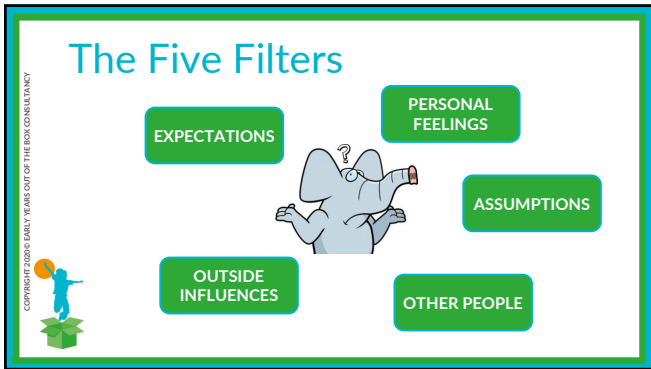 The Five Filters
EXPECTATIONS
PERSONAL
FEELINGS
?
ASSUMPTIONS
OUTSIDE
INFLUENCES
OTHER PEOPLE
COPYRIGHT 2020© EARLY YEARS OUT OF THE BOX CONSULTANCY